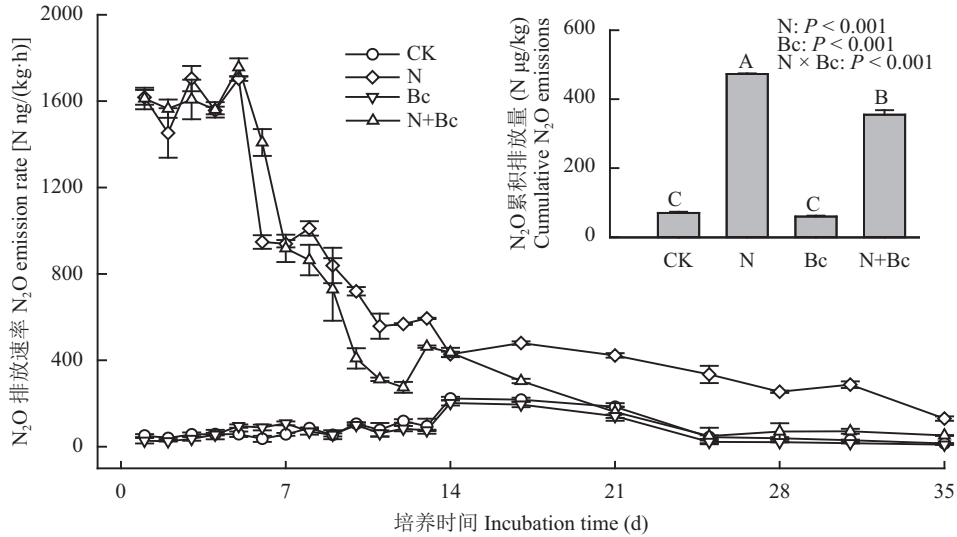 N₂O 排放速率 N₂O emission rate [N ng/(kg·h)]
2000
1600
1200
800
400
0
CK
N
Bc
N+Bc
N₂O累积排放量 (N μg/kg)
Cumulative N₂O emissions
600
400
200
0
N: P < 0.001
Bc: P < 0.001
N × Bc: P < 0.001
C
A
C
B
CK N Bc N+Bc
0 7 14 21 28 35
培养时间 Incubation time (d)